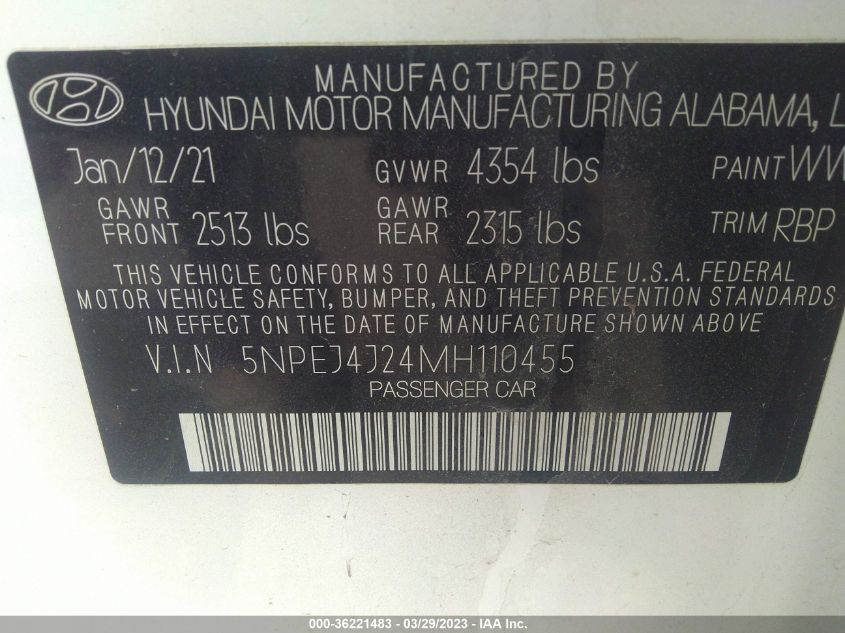 MANUFACTURED BY
HYUNDAI MOTOR MANUFACTURING ALABAMA, L
Jan/12/21 GVWR 4354 lbs PAINT WW
GAWR FRONT 2513 lbs GAWR REAR 2315 lbs TRIM RBP
THIS VEHICLE CONFORMS TO ALL APPLICABLE U.S.A. FEDERAL
MOTOR VEHICLE SAFETY, BUMPER, AND THEFT PREVENTION STANDARDS
IN EFFECT ON THE DATE OF MANUFACTURE SHOWN ABOVE
V.I.N 5NPEJ4J24MH110455
PASSENGER CAR
000-36221483 - 03/29/2023 - IAA Inc.